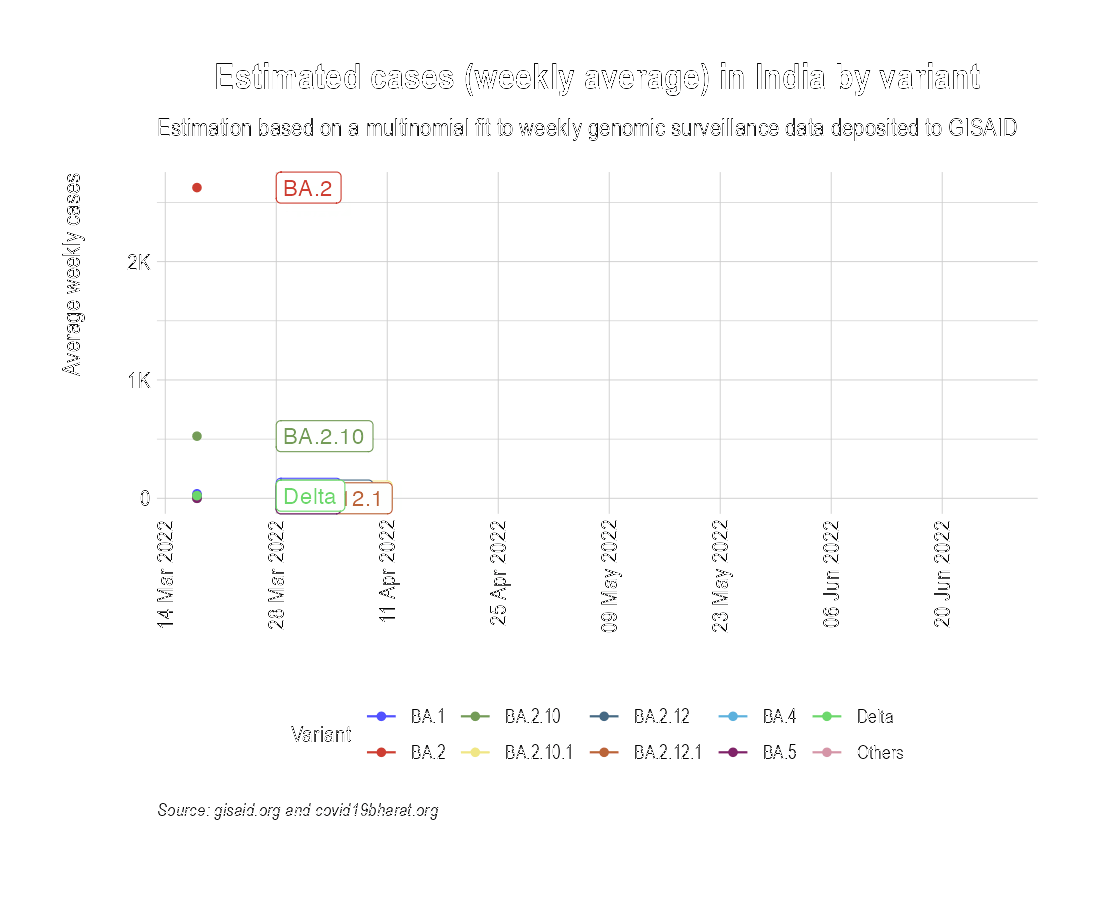 Estimated cases (weekly average) in India by variant
Estimation based on a multinomial fit to weekly genomic surveillance data deposited to GISAID
Average weekly cases
2K
1K
0
BA.2
BA.2.10
Delta
12.1
14 Mar 2022
28 Mar 2022
11 Apr 2022
25 Apr 2022
09 May 2022
23 May 2022
06 Jun 2022
20 Jun 2022
Variant
BA.1 BA.2.10 BA.2.12 BA.4 Delta
BA.2 BA.2.10.1 BA.2.12.1 BA.5 Others
Source: gisaid.org and covid19bharat.org